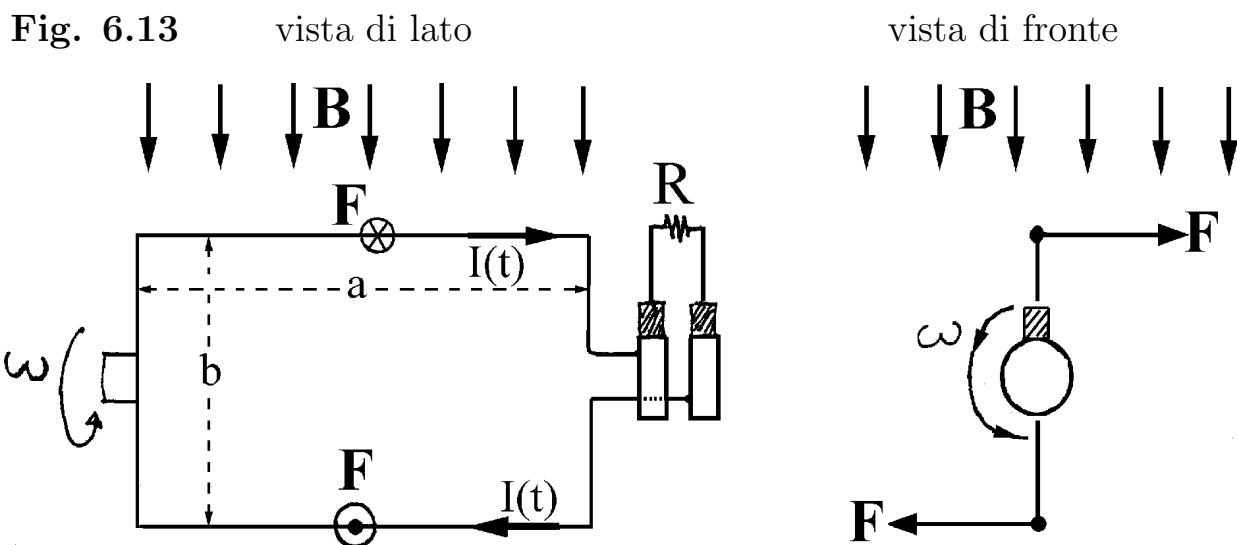 Fig. 6.13 vista di lato vista di fronte
B B
R
F F
I(t)
a
ω b ω
F I(t)
F